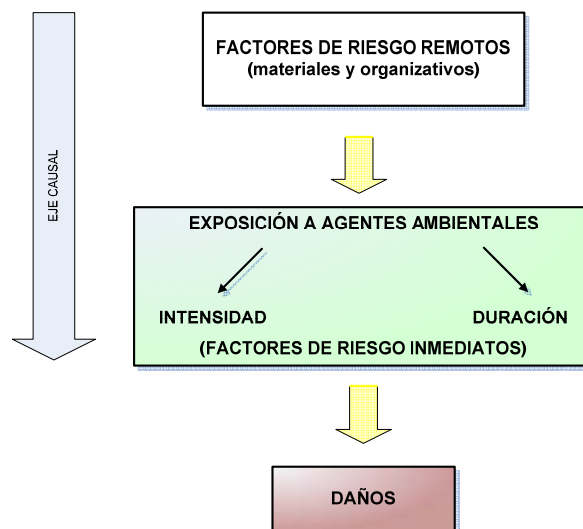 EJE CAUSAL
FACTORES DE RIESGO REMOTOS
(materiales y organizativos)
EXPOSICIÓN A AGENTES AMBIENTALES
INTENSIDAD
DURACIÓN
(FACTORES DE RIESGO INMEDIATOS)
DAÑOS